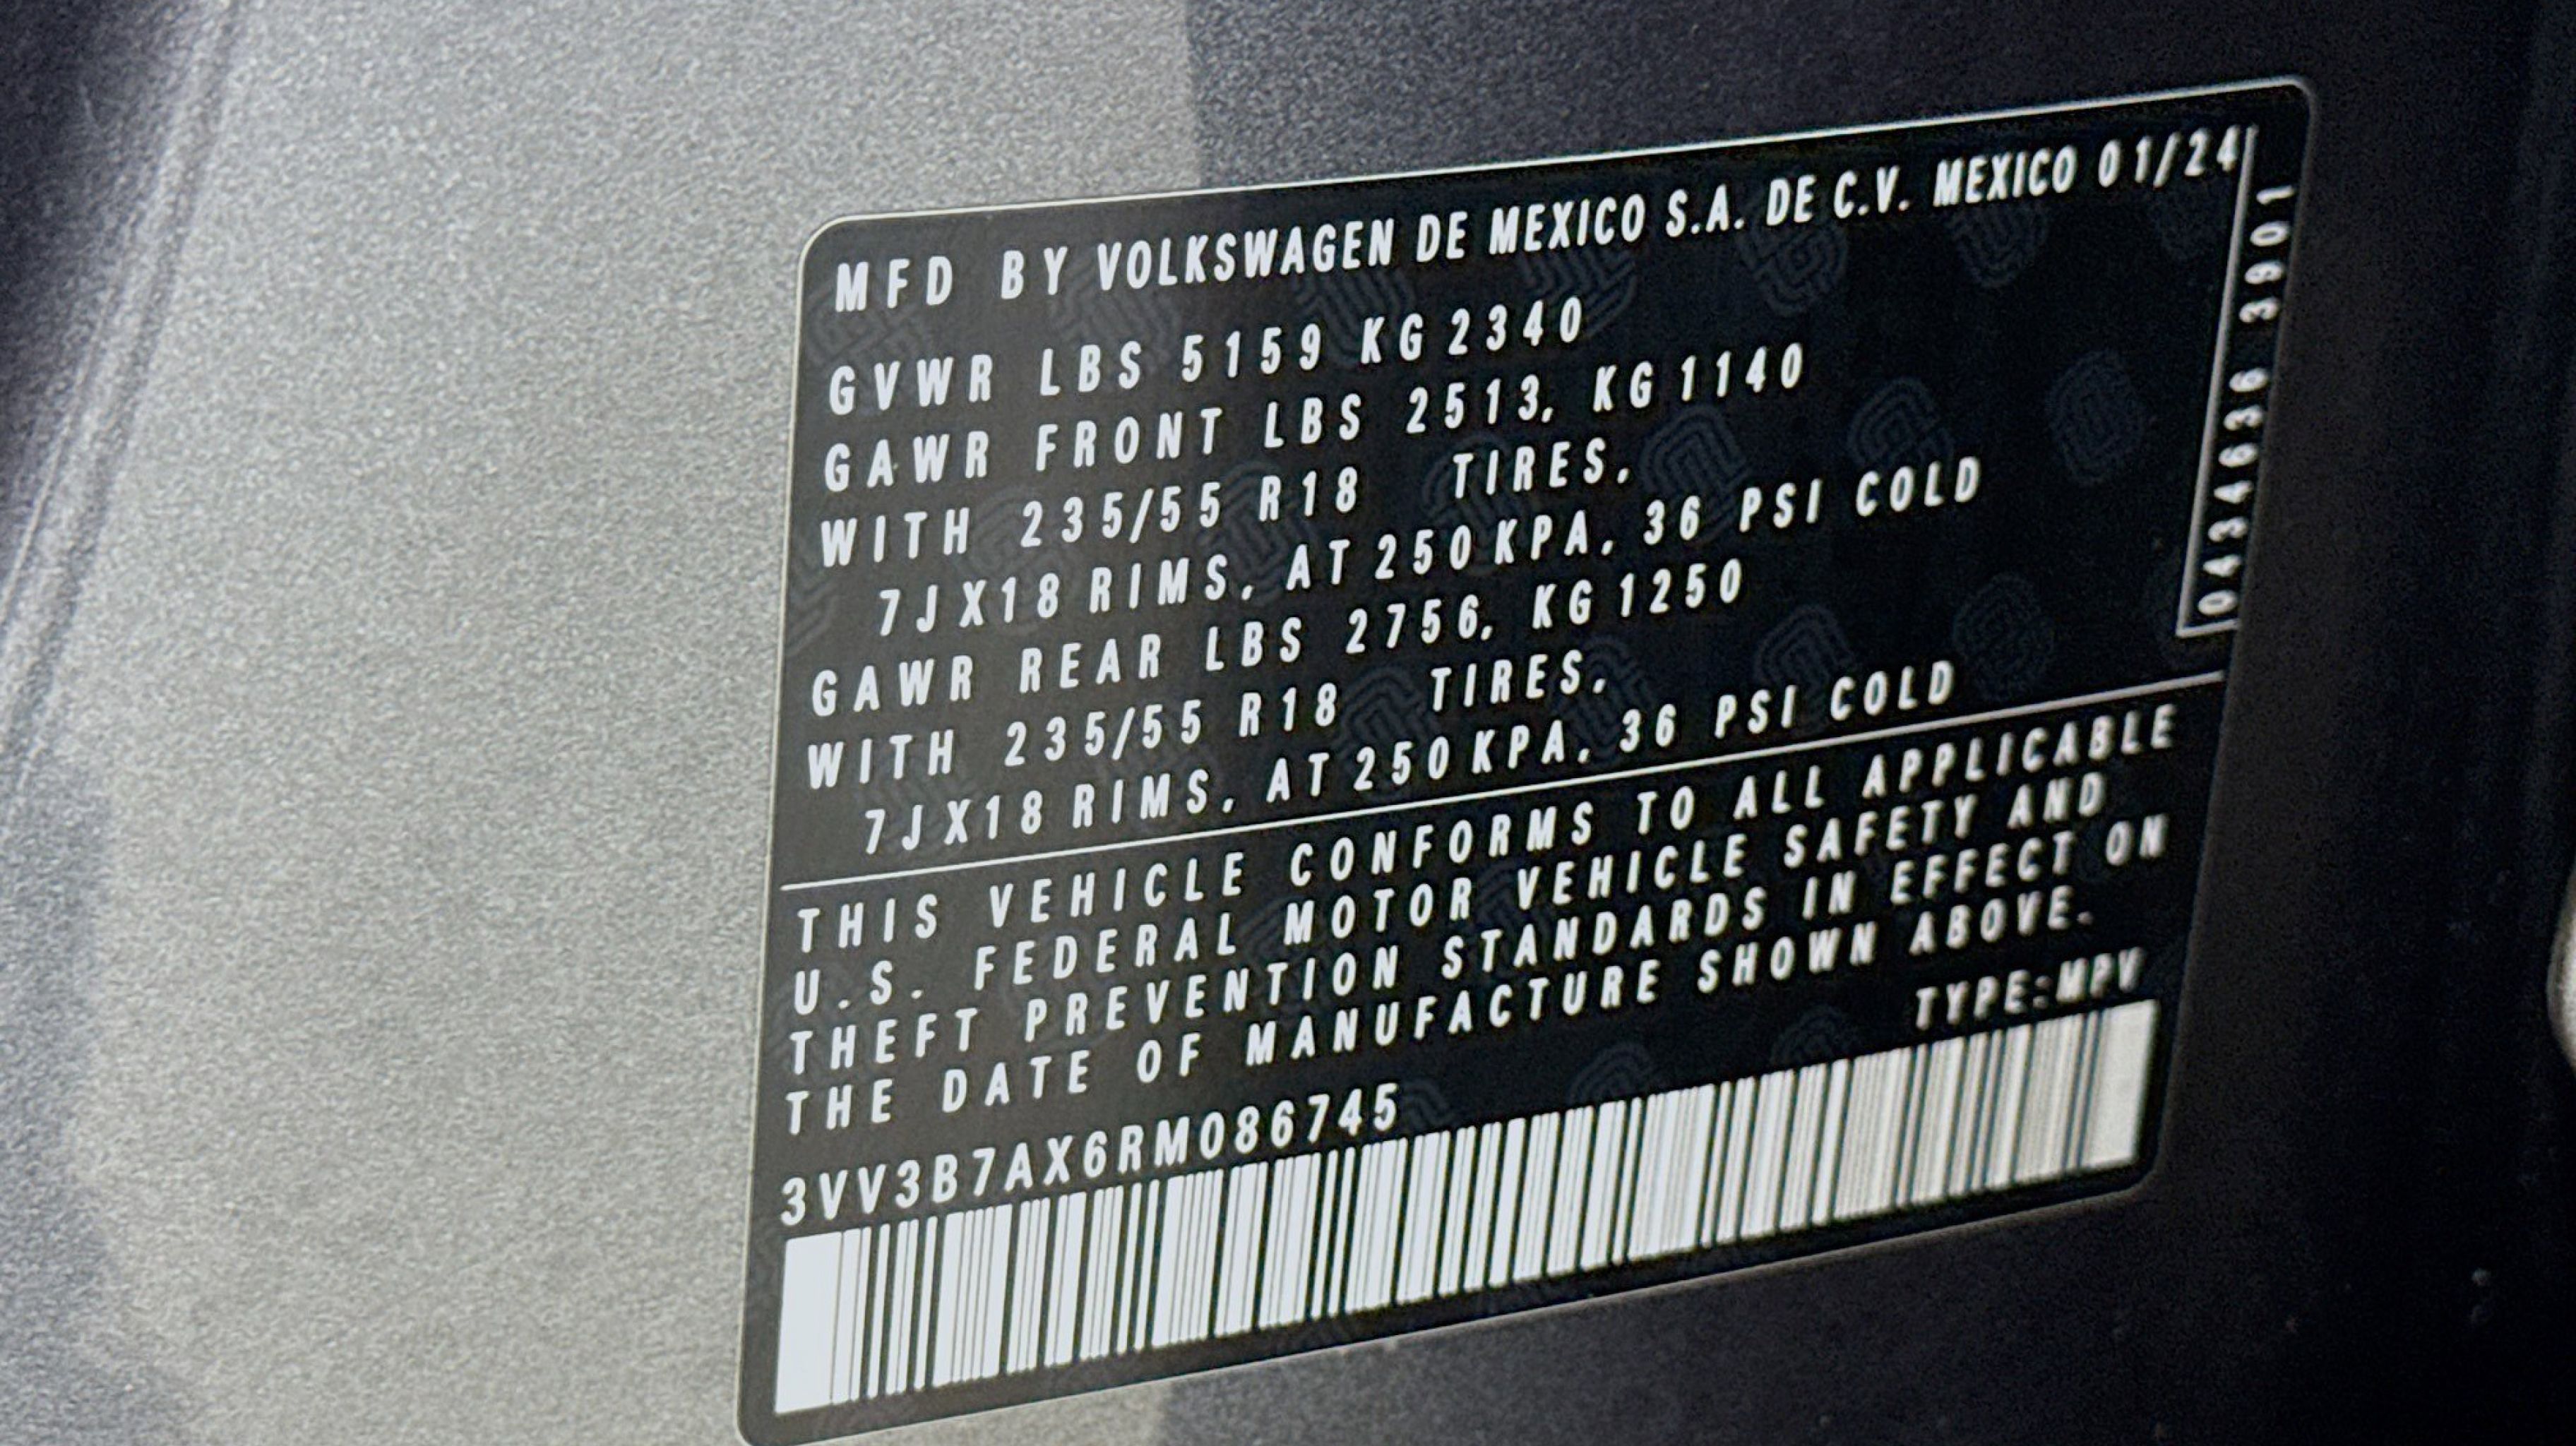 MFD BY VOLKSWAGEN DE MEXICO S.A. DE C.V. MEXICO 01/24
GVWR LBS 5159 KG 2340
GAWR FRONT LBS 2513, KG 1140
WITH 235/55 R18 TIRES,
7JX18 RIMS, AT 250 KPA, 36 PSI COLD
GAWR REAR LBS 2756, KG 1250
WITH 235/55 R18 TIRES,
7JX18 RIMS, AT 250 KPA, 36 PSI COLD
0434636 3901
THIS VEHICLE CONFORMS TO ALL APPLICABLE
U.S. FEDERAL MOTOR VEHICLE SAFETY AND
THEFT PREVENTION STANDARDS IN EFFECT ON
THE DATE OF MANUFACTURE SHOWN ABOVE.
TYPE:MPV
3VV3B7AX6RM086745